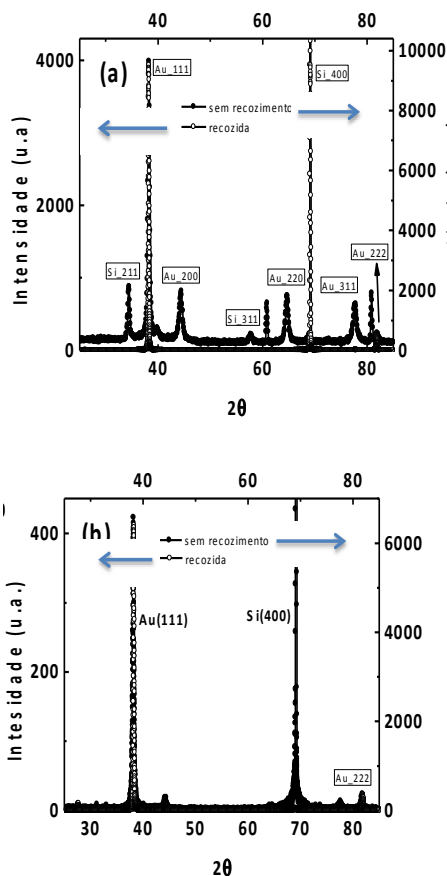 40 60 80
4000
2000
0
Intensidade (u.a)
(a)
Au_111
Si_400
sem recozimento
recozida
10000
8000
6000
4000
2000
0
Si_211
Au_200
Si_311
Au_220
Au_311
Au_222
40 60 80
2θ
40 50 60 70 80
400
200
0
Intesidade (u.a.)
(b)
sem recozimento
recozida
Au(111)
Si(400)
Au_222
6000
4000
2000
0
30 40 50 60 70 80
2θ